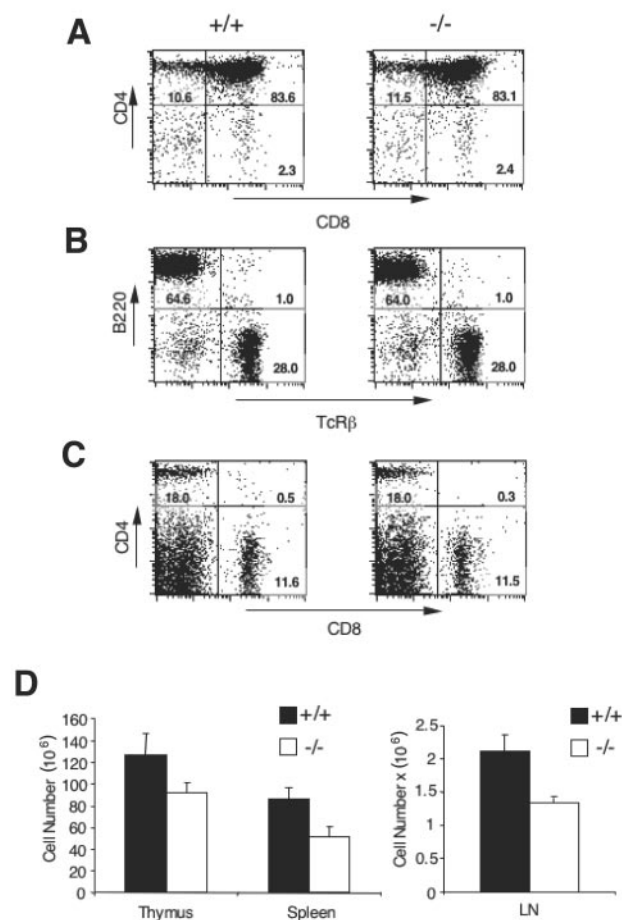 +/+ -/-
A
CD4
10.6 83.6
2.3
11.5 83.1
2.4
CD8
B
B220
64.6 1.0
28.0
64.0 1.0
28.0
TcRβ
C
CD4
18.0 0.5
11.6
18.0 0.3
11.5
CD8
D
Cell Number (10⁶)
160
140
120
100
80
60
40
20
0
+/+
-/-
Thymus Spleen
Cell Number x (10⁶)
2.5
2
1.5
1
0.5
0
+/+
-/-
LN